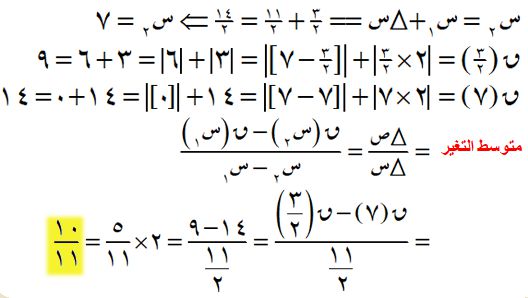 س٢ = س١ + Δس == ٣/٢ + ١١/٢ = ١٤/٢ ⇐ س٢ = ٧
ق(٣/٢) = |٢×٣/٢| + |[٣/٢ − ٧]| = |٣| + |٦| = ٣ + ٦ = ٩
ق(٧) = |٢×٧| + |[٧−٧]| = ١٤ + |[٠]| = ١٤ + ٠ = ١٤
متوسط التغير = Δص/Δس = (ق(س٢) − ق(س١))/(س٢ − س١)
= (ق(٧) − ق(٣/٢))/(١١/٢) = (١٤ − ٩)/(١١/٢) = ٢ × ٥/١١ = ١٠/١١